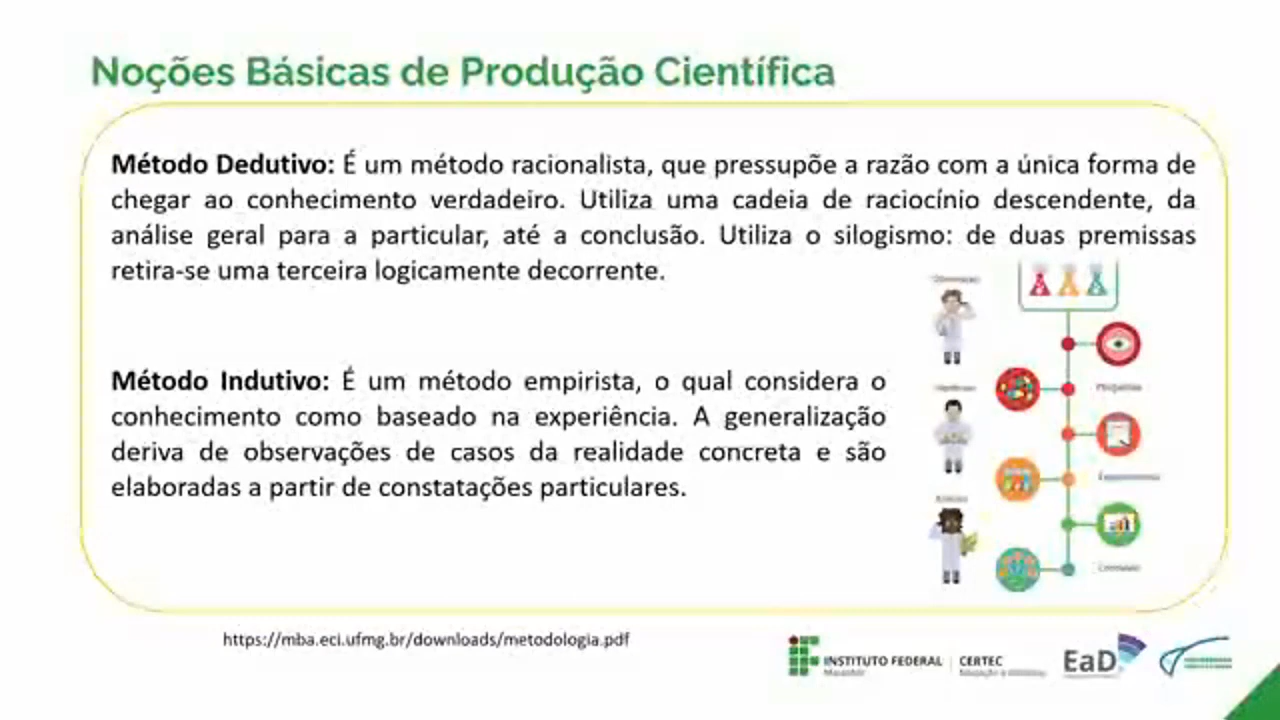 Noções Básicas de Produção Científica
Método Dedutivo: É um método racionalista, que pressupõe a razão com a única forma de
chegar ao conhecimento verdadeiro. Utiliza uma cadeia de raciocínio descendente, da
análise geral para a particular, até a conclusão. Utiliza o silogismo: de duas premissas
retira-se uma terceira logicamente decorrente.
Método Indutivo: É um método empirista, o qual considera o
conhecimento como baseado na experiência. A generalização
deriva de observações de casos da realidade concreta e são
elaboradas a partir de constatações particulares.
https://mba.eci.ufmg.br/downloads/metodologia.pdf
INSTITUTO FEDERAL
Maranhão
CERTEC
EaD